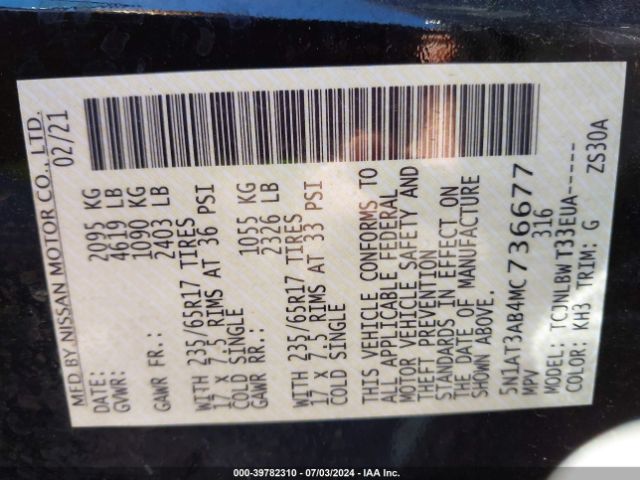 MFD BY NISSAN MOTOR CO., LTD.
DATE: 02/21
GVWR: 2095 KG
4619 LB
GAWR FR.: 1090 KG
2403 LB
WITH 235/65R17 TIRES
17 X 7.5 RIMS AT 36 PSI
COLD SINGLE
GAWR RR.: 1055 KG
2326 LB
WITH 235/65R17 TIRES
17 X 7.5 RIMS AT 33 PSI
COLD SINGLE
THIS VEHICLE CONFORMS TO
ALL APPLICABLE FEDERAL
MOTOR VEHICLE SAFETY AND
THEFT PREVENTION
STANDARDS IN EFFECT ON
THE DATE OF MANUFACTURE
SHOWN ABOVE.
5N1AT3AB4MC736677
MPV 316
MODEL: TCJNLBWT33EUA-----
COLOR: KH3 TRIM: G ZS30A
000-39782310 - 07/03/2024 - IAA Inc.